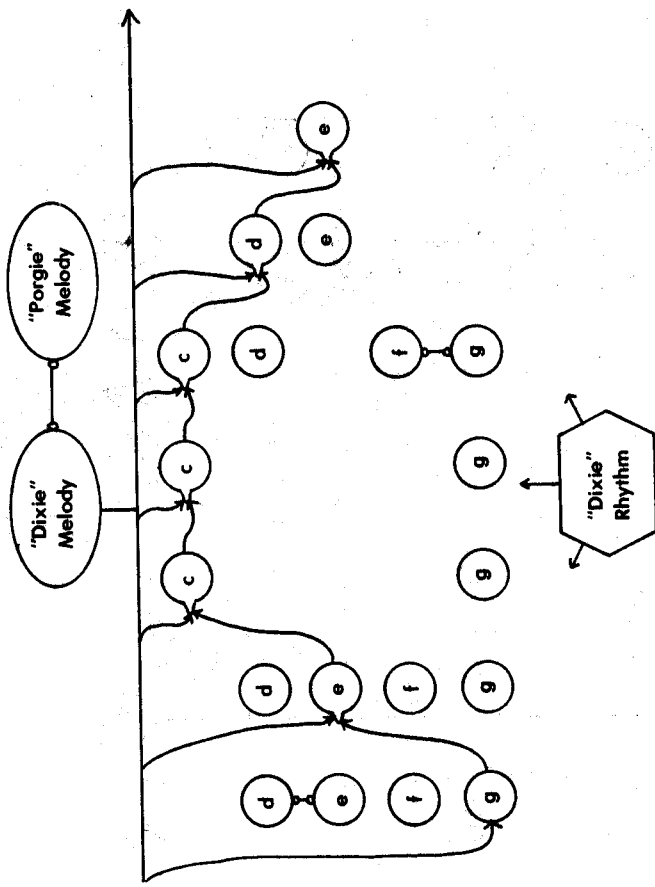 "Dixie"
Melody
"Porgie"
Melody
c c c
d d d d
e e e e
f f f
g g g g g
"Dixie"
Rhythm